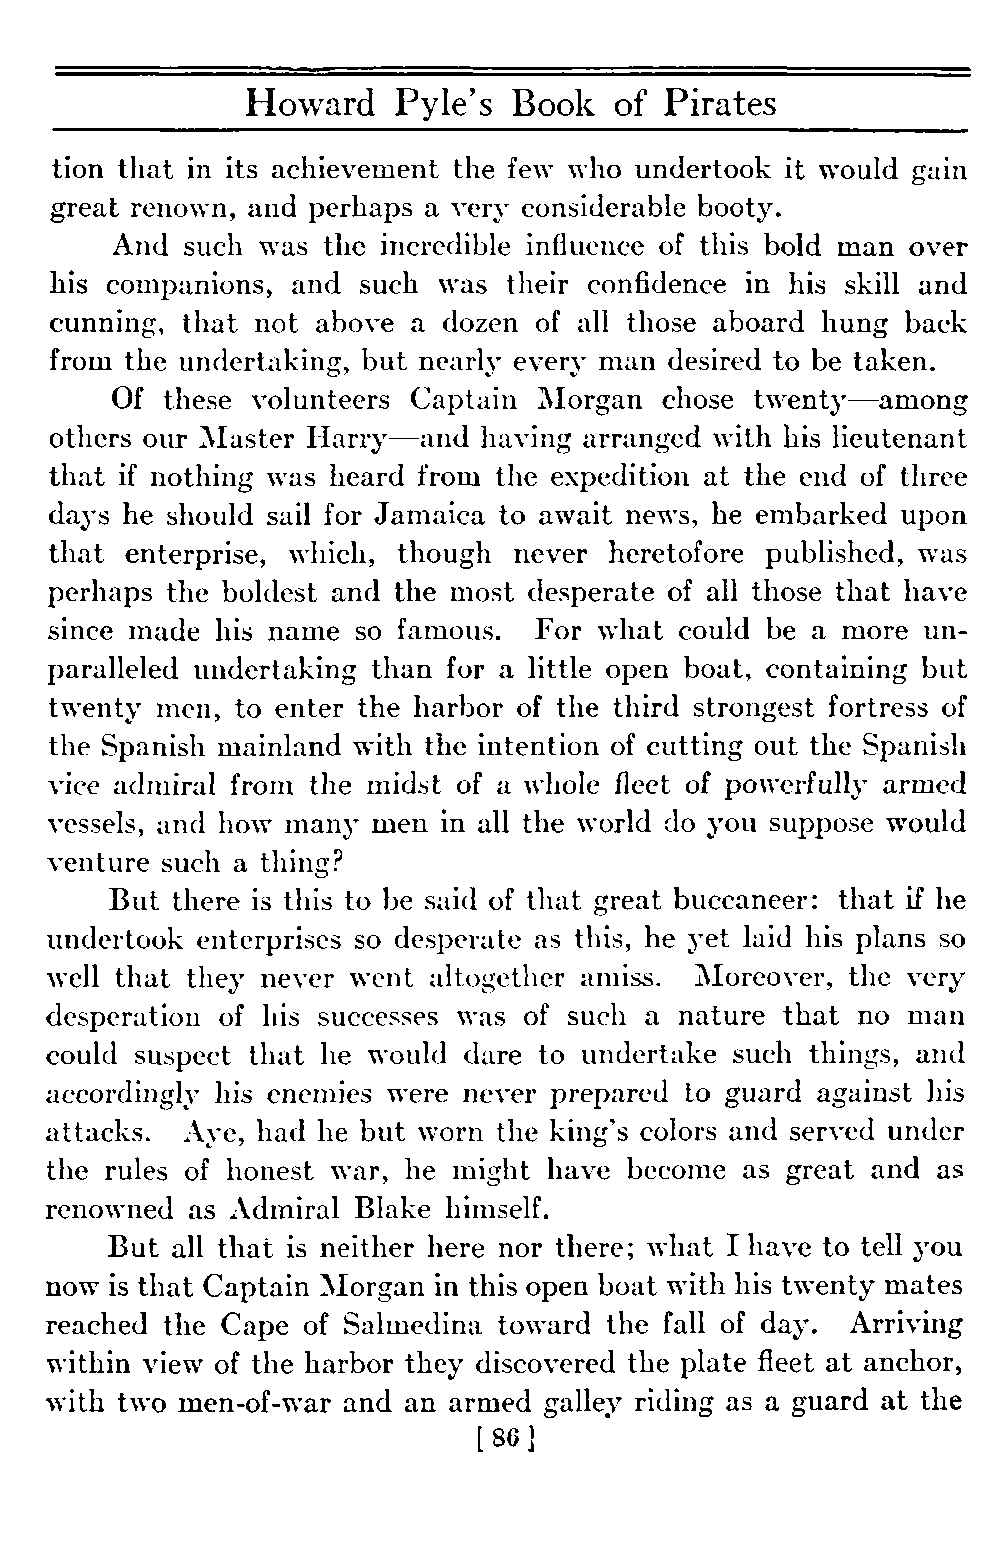 Howard Pyle's Book of Pirates
tion that in its achievement the few who undertook it would gain
great renown, and perhaps a very considerable booty.
And such was the incredible influence of this bold man over
his companions, and such was their confidence in his skill and
cunning, that not above a dozen of all those aboard hung back
from the undertaking, but nearly every man desired to be taken.
Of these volunteers Captain Morgan chose twenty—among
others our Master Harry—and having arranged with his lieutenant
that if nothing was heard from the expedition at the end of three
days he should sail for Jamaica to await news, he embarked upon
that enterprise, which, though never heretofore published, was
perhaps the boldest and the most desperate of all those that have
since made his name so famous. For what could be a more un-
paralleled undertaking than for a little open boat, containing but
twenty men, to enter the harbor of the third strongest fortress of
the Spanish mainland with the intention of cutting out the Spanish
vice admiral from the midst of a whole fleet of powerfully armed
vessels, and how many men in all the world do you suppose would
venture such a thing?
But there is this to be said of that great buccaneer: that if he
undertook enterprises so desperate as this, he yet laid his plans so
well that they never went altogether amiss. Moreover, the very
desperation of his successes was of such a nature that no man
could suspect that he would dare to undertake such things, and
accordingly his enemies were never prepared to guard against his
attacks. Aye, had he but worn the king's colors and served under
the rules of honest war, he might have become as great and as
renowned as Admiral Blake himself.
But all that is neither here nor there; what I have to tell you
now is that Captain Morgan in this open boat with his twenty mates
reached the Cape of Salmedina toward the fall of day. Arriving
within view of the harbor they discovered the plate fleet at anchor,
with two men-of-war and an armed galley riding as a guard at the
[ 86 ]